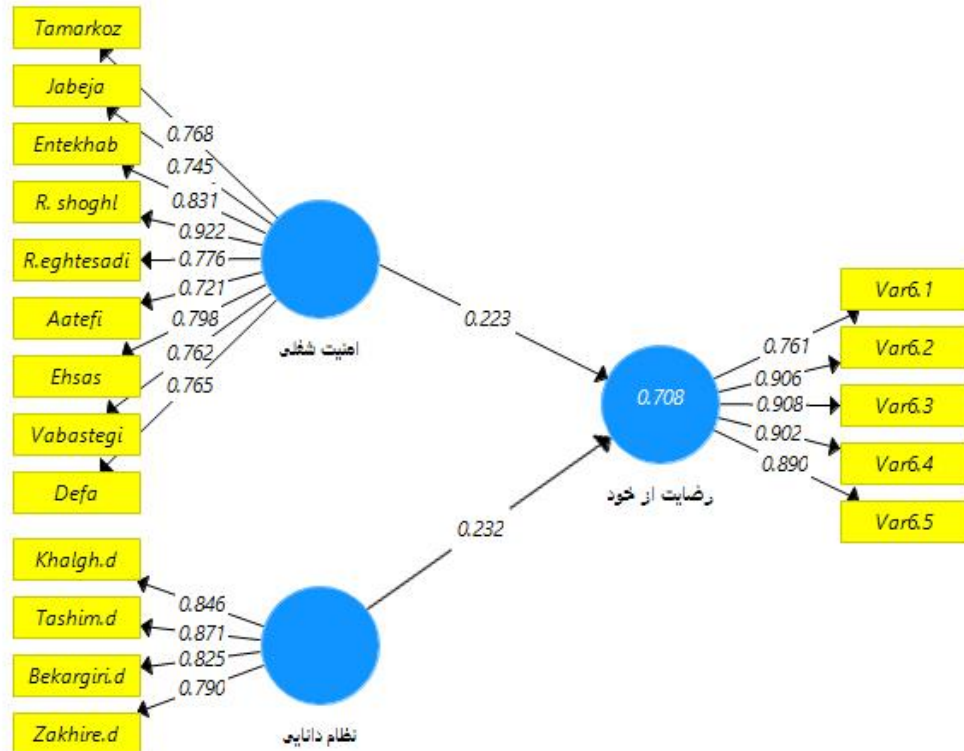 Tamarkoz
Jabeja
Entekhab
R. shoghl
R.eghtesadi
Aatefi
Ehsas
Vabastegi
Defa
0.768
0.745
0.831
0.922
0.776
0.721
0.798
0.762
0.765
امنیت شغلی
0.223
Khalgh.d
Tashim.d
Bekargiri.d
Zakhire.d
0.846
0.871
0.825
0.790
نظام دانایی
0.232
0.708
رضایت از خود
0.761
0.906
0.908
0.902
0.890
Var6.1
Var6.2
Var6.3
Var6.4
Var6.5